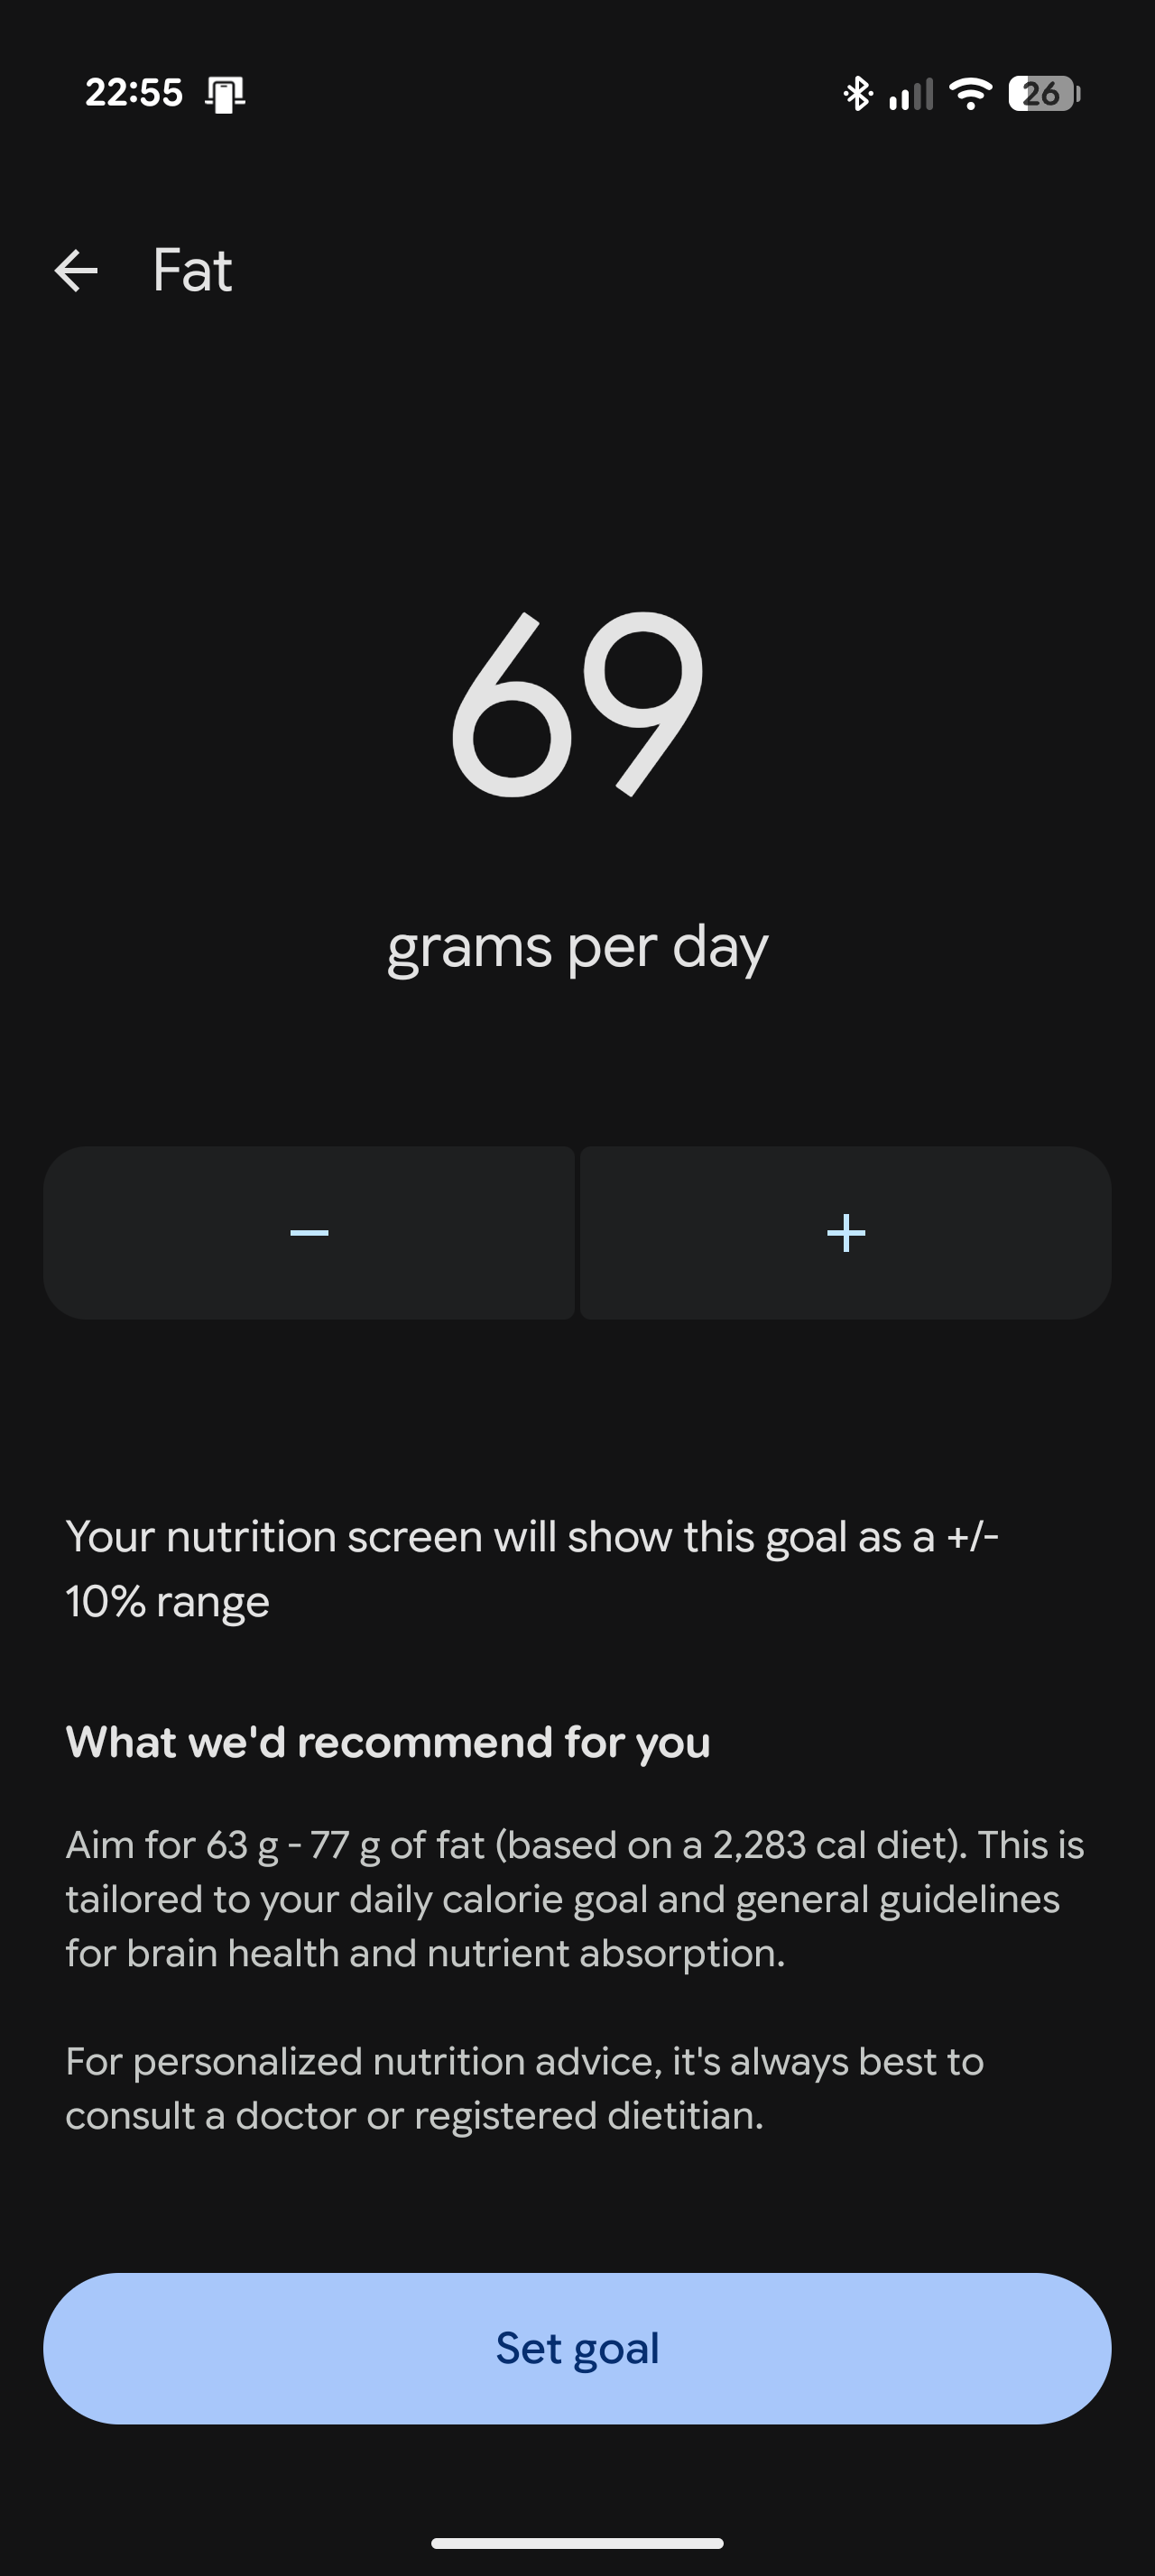 22:55
26
Fat
69
grams per day
Your nutrition screen will show this goal as a +/-
10% range
What we'd recommend for you
Aim for 63 g - 77 g of fat (based on a 2,283 cal diet). This is
tailored to your daily calorie goal and general guidelines
for brain health and nutrient absorption.
For personalized nutrition advice, it's always best to
consult a doctor or registered dietitian.
Set goal